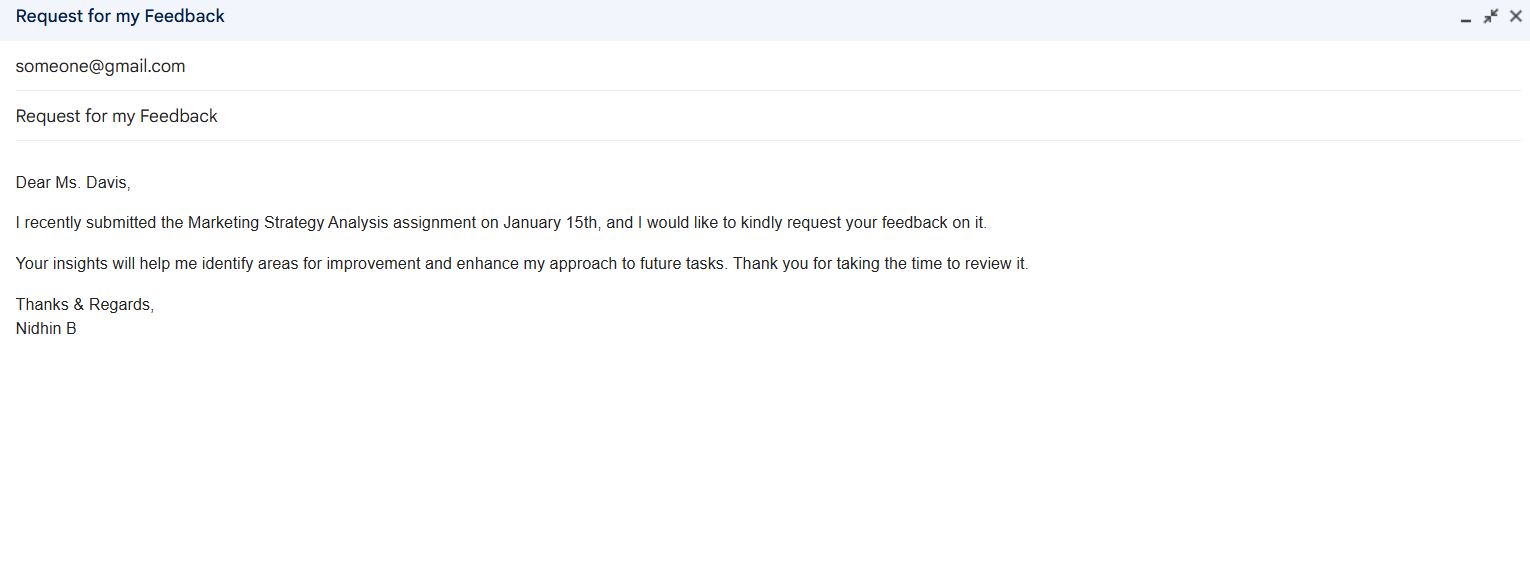 Request for my Feedback
someone@gmail.com
Request for my Feedback
Dear Ms. Davis,
I recently submitted the Marketing Strategy Analysis assignment on January 15th, and I would like to kindly request your feedback on it.
Your insights will help me identify areas for improvement and enhance my approach to future tasks. Thank you for taking the time to review it.
Thanks & Regards,
Nidhin B